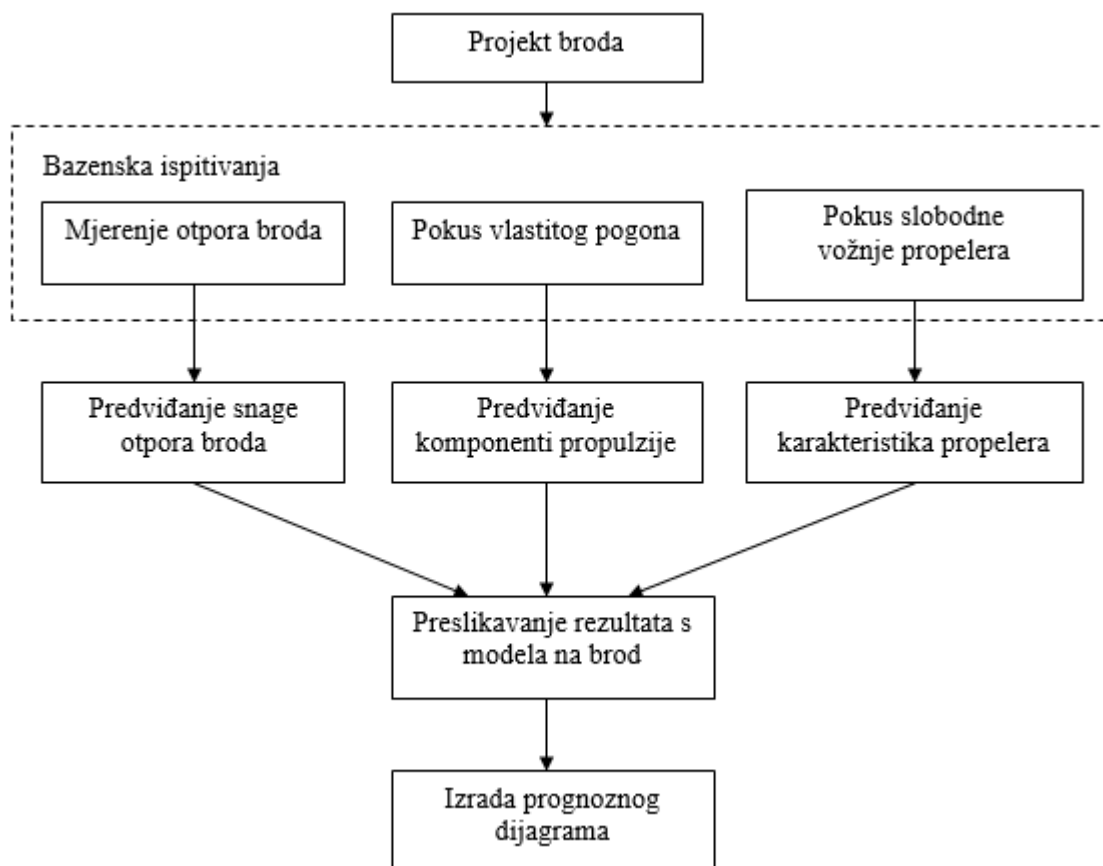 Projekt broda
Bazenska ispitivanja
Mjerenje otpora broda
Pokus vlastitog pogona
Pokus slobodne
vožnje propelera
Predviđanje snage
otpora broda
Predviđanje
komponenti propulzije
Predviđanje
karakteristika propelera
Preslikavanje rezultata s
modela na brod
Izrada prognoznog
dijagrama